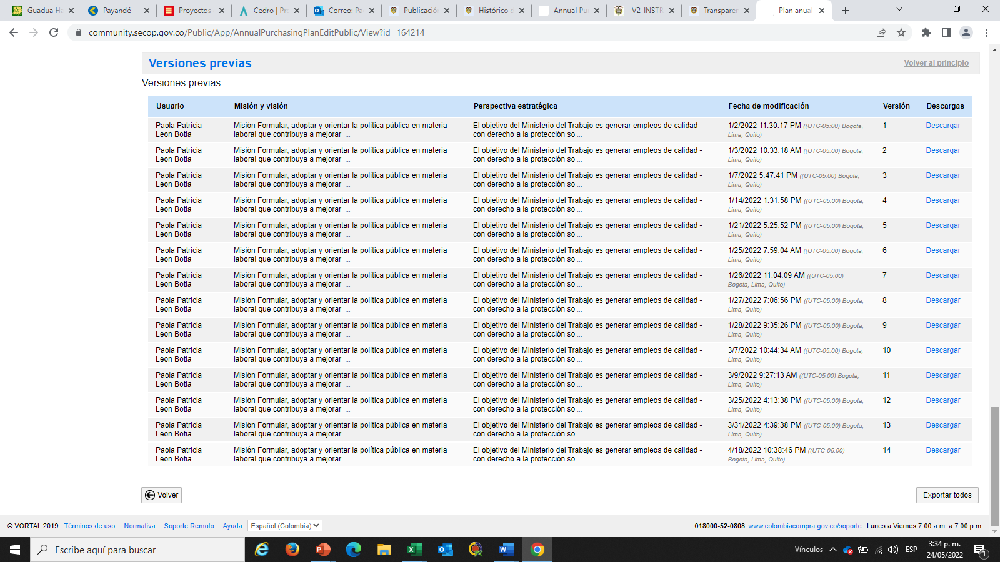 Guadua Ha
Payandé
Proyectos
Cedro | Pr
Correo: Pa
Publicació
Histórico d
Annual Pu
_V2_INSTR
Transparen
Plan anual
community.secop.gov.co/Public/App/AnnualPurchasingPlanEditPublic/View?id=164214
Versiones previas
Volver al principio
Versiones previas
Usuario Misión y visión Perspectiva estratégica Fecha de modificación Versión Descargas
Paola Patricia Misión Formular, adoptar y orientar la política pública en materia El objetivo del Ministerio del Trabajo es generar empleos de calidad - 1/2/2022 11:30:17 PM ((UTC-05:00) Bogota, 1 Descargar
Leon Botia laboral que contribuya a mejorar ... con derecho a la protección so ... Lima, Quito)
Paola Patricia Misión Formular, adoptar y orientar la política pública en materia El objetivo del Ministerio del Trabajo es generar empleos de calidad - 1/3/2022 10:33:18 AM ((UTC-05:00) Bogota, 2 Descargar
Leon Botia laboral que contribuya a mejorar ... con derecho a la protección so ... Lima, Quito)
Paola Patricia Misión Formular, adoptar y orientar la política pública en materia El objetivo del Ministerio del Trabajo es generar empleos de calidad - 1/7/2022 5:47:41 PM ((UTC-05:00) Bogota, 3 Descargar
Leon Botia laboral que contribuya a mejorar ... con derecho a la protección so ... Lima, Quito)
Paola Patricia Misión Formular, adoptar y orientar la política pública en materia El objetivo del Ministerio del Trabajo es generar empleos de calidad - 1/14/2022 1:31:58 PM ((UTC-05:00) Bogota, 4 Descargar
Leon Botia laboral que contribuya a mejorar ... con derecho a la protección so ... Lima, Quito)
Paola Patricia Misión Formular, adoptar y orientar la política pública en materia El objetivo del Ministerio del Trabajo es generar empleos de calidad - 1/21/2022 5:25:52 PM ((UTC-05:00) Bogota, 5 Descargar
Leon Botia laboral que contribuya a mejorar ... con derecho a la protección so ... Lima, Quito)
Paola Patricia Misión Formular, adoptar y orientar la política pública en materia El objetivo del Ministerio del Trabajo es generar empleos de calidad - 1/25/2022 7:59:04 AM ((UTC-05:00) Bogota, 6 Descargar
Leon Botia laboral que contribuya a mejorar ... con derecho a la protección so ... Lima, Quito)
Paola Patricia Misión Formular, adoptar y orientar la política pública en materia El objetivo del Ministerio del Trabajo es generar empleos de calidad - 1/26/2022 11:04:09 AM ((UTC-05:00) 7 Descargar
Leon Botia laboral que contribuya a mejorar ... con derecho a la protección so ... Bogota, Lima, Quito)
Paola Patricia Misión Formular, adoptar y orientar la política pública en materia El objetivo del Ministerio del Trabajo es generar empleos de calidad - 1/27/2022 7:06:56 PM ((UTC-05:00) Bogota, 8 Descargar
Leon Botia laboral que contribuya a mejorar ... con derecho a la protección so ... Lima, Quito)
Paola Patricia Misión Formular, adoptar y orientar la política pública en materia El objetivo del Ministerio del Trabajo es generar empleos de calidad - 1/28/2022 9:35:26 PM ((UTC-05:00) Bogota, 9 Descargar
Leon Botia laboral que contribuya a mejorar ... con derecho a la protección so ... Lima, Quito)
Paola Patricia Misión Formular, adoptar y orientar la política pública en materia El objetivo del Ministerio del Trabajo es generar empleos de calidad - 3/7/2022 10:44:34 AM ((UTC-05:00) Bogota, 10 Descargar
Leon Botia laboral que contribuya a mejorar ... con derecho a la protección so ... Lima, Quito)
Paola Patricia Misión Formular, adoptar y orientar la política pública en materia El objetivo del Ministerio del Trabajo es generar empleos de calidad - 3/9/2022 9:27:13 AM ((UTC-05:00) Bogota, 11 Descargar
Leon Botia laboral que contribuya a mejorar ... con derecho a la protección so ... Lima, Quito)
Paola Patricia Misión Formular, adoptar y orientar la política pública en materia El objetivo del Ministerio del Trabajo es generar empleos de calidad - 3/25/2022 4:13:38 PM ((UTC-05:00) Bogota, 12 Descargar
Leon Botia laboral que contribuya a mejorar ... con derecho a la protección so ... Lima, Quito)
Paola Patricia Misión Formular, adoptar y orientar la política pública en materia El objetivo del Ministerio del Trabajo es generar empleos de calidad - 3/31/2022 4:39:38 PM ((UTC-05:00) Bogota, 13 Descargar
Leon Botia laboral que contribuya a mejorar ... con derecho a la protección so ... Lima, Quito)
Paola Patricia Misión Formular, adoptar y orientar la política pública en materia El objetivo del Ministerio del Trabajo es generar empleos de calidad - 4/18/2022 10:38:46 PM ((UTC-05:00) 14 Descargar
Leon Botia laboral que contribuya a mejorar ... con derecho a la protección so ... Bogota, Lima, Quito)
Volver
Exportar todos
© VORTAL 2019 Términos de uso Normativa Soporte Remoto Ayuda Español (Colombia) 018000-52-0808 www.colombiacompra.gov.co/soporte Lunes a Viernes 7:00 a.m. a 7:00 p.m.
Escribe aquí para buscar
Vínculos
ESP
3:34 p. m.
24/05/2022
1